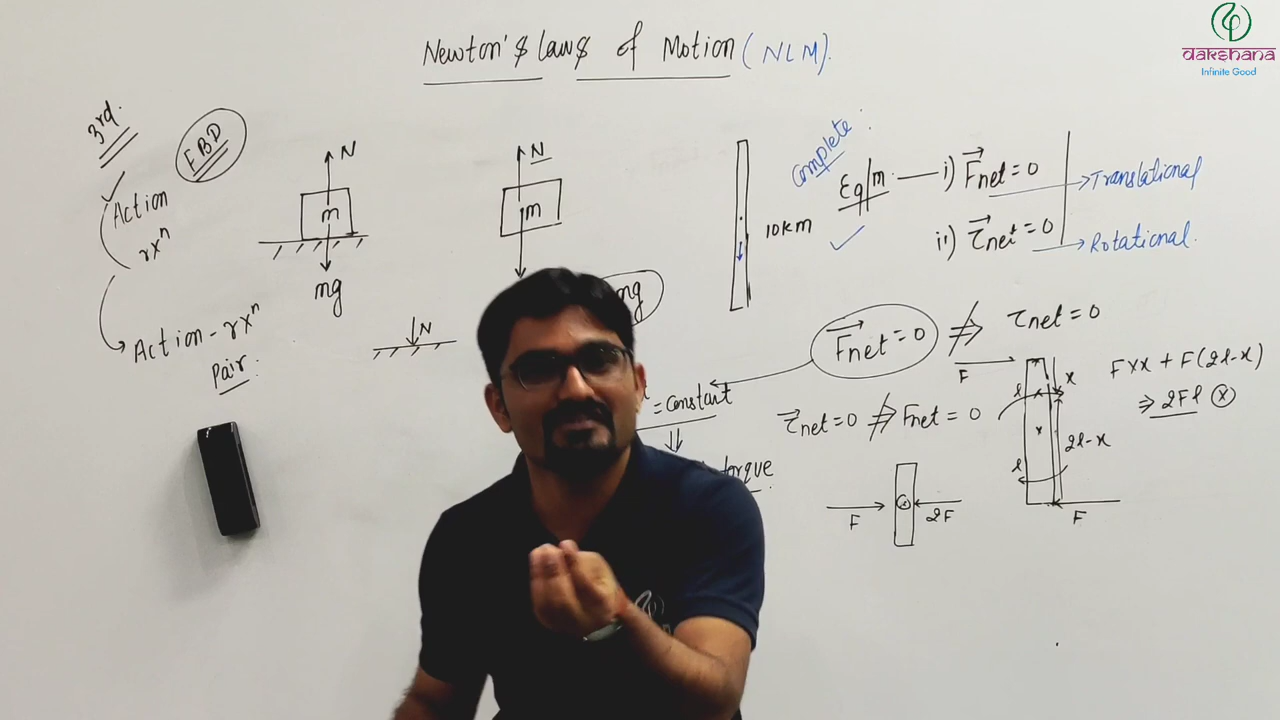 Newton's Laws of Motion (NLM).
dakshana
Infinite Good
3rd.
FBD
Action
rxⁿ
Action - rxⁿ
Pair.
N
m
mg
N
m
mg
N
10km
Complete:
Eq/m. — i) F⃗net = 0
Translational
ii) τ⃗net = 0
Rotational.
F⃗net = 0 ⇏ τnet = 0
= constant
⇓
torque
τ⃗net = 0 ⇏ Fnet = 0
F
2F
F
l
x
l
2l-x
F
F×x + F(2l-x)
⇒ 2Fl ⊗